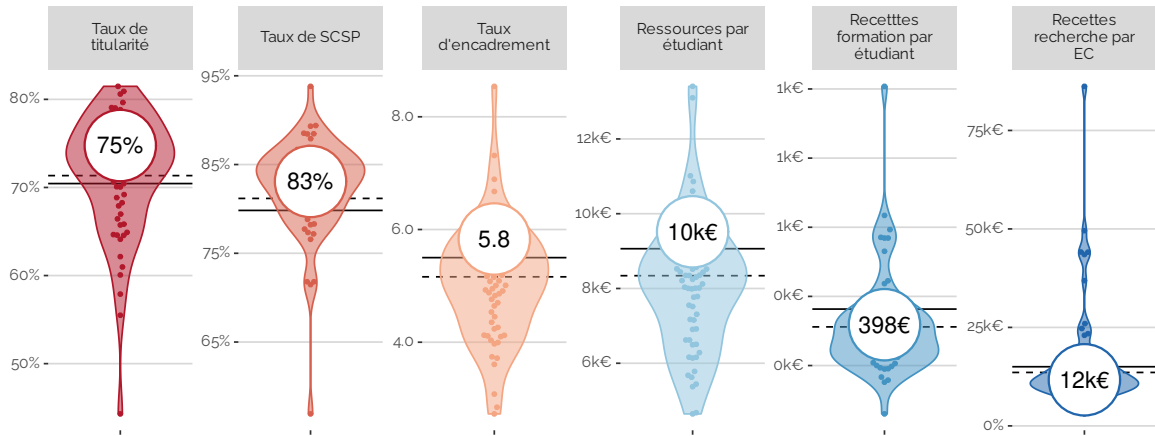 Taux de
titularité
Taux de SCSP
Taux
d'encadrement
Ressources par
étudiant
Recetttes
formation par
étudiant
Recettes
recherche par
EC
80%
70%
60%
50%
75%
95%
85%
75%
65%
83%
8.0
6.0
4.0
5.8
12k€
10k€
8k€
6k€
10k€
1k€
1k€
1k€
0k€
0k€
398€
75k€
50k€
25k€
0%
12k€